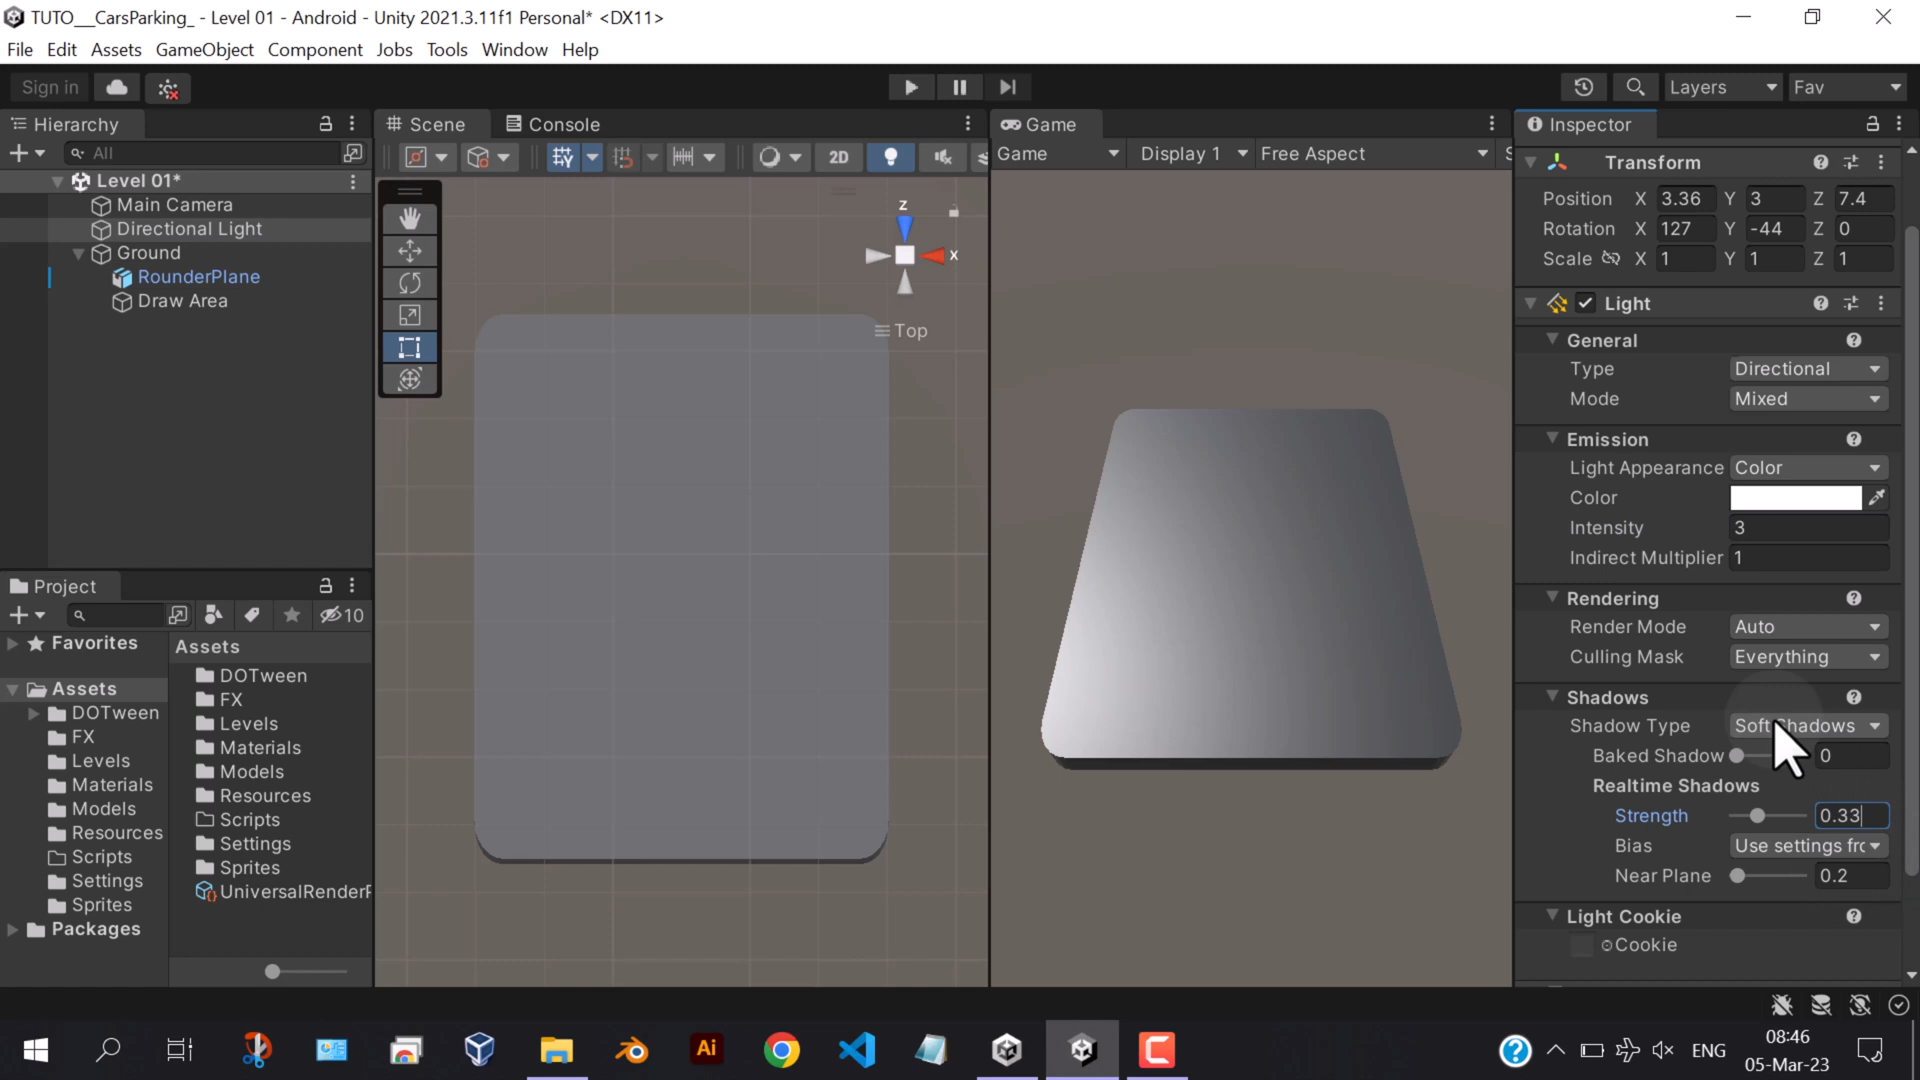 TUTO__CarsParking_ - Level 01 - Android - Unity 2021.3.11f1 Personal* <DX11>
File Edit Assets GameObject Component Jobs Tools Window Help
Sign in
Layers
Fav
Hierarchy
All
Level 01*
Main Camera
Directional Light
Ground
RounderPlane
Draw Area
Scene
Console
2D
Z
X
Top
Game
Game
Display 1
Free Aspect
Inspector
Transform
Position X 3.36 Y 3 Z 7.4
Rotation X 127 Y -44 Z 0
Scale X 1 Y 1 Z 1
Light
General
Type Directional
Mode Mixed
Emission
Light Appearance Color
Color
Intensity 3
Indirect Multiplier 1
Rendering
Render Mode Auto
Culling Mask Everything
Shadows
Shadow Type Soft Shadows
Baked Shadow 0
Realtime Shadows
Strength 0.33
Bias Use settings frc
Near Plane 0.2
Light Cookie
Cookie
Project
10
Favorites
Assets
DOTween
FX
Levels
Materials
Models
Resources
Scripts
Settings
Sprites
Packages
Assets
DOTween
FX
Levels
Materials
Models
Resources
Scripts
Settings
Sprites
UniversalRenderF
Ai
ENG
08:46
05-Mar-23